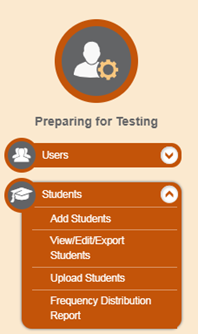 Preparing for Testing
Users
Students
Add Students
View/Edit/Export
Students
Upload Students
Frequency Distribution
Report